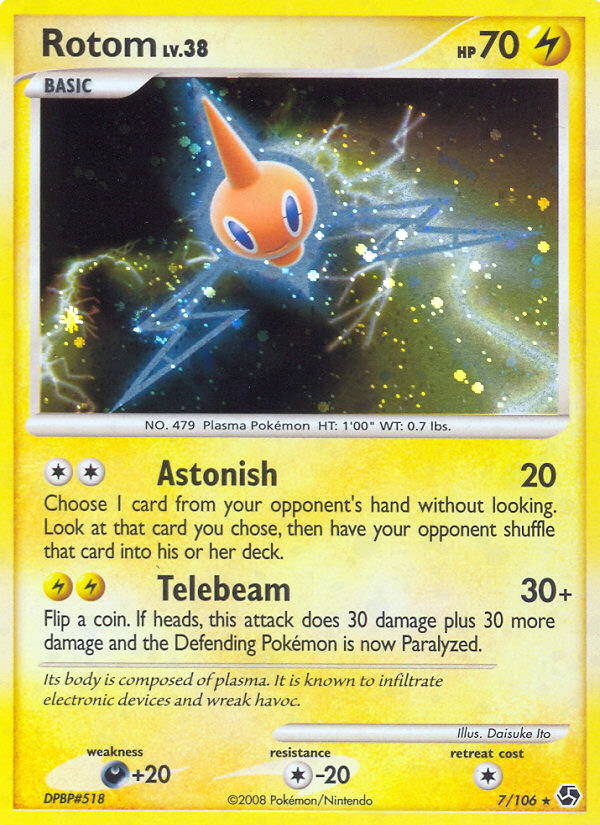 Rotom LV.38 HP 70
BASIC
NO. 479 Plasma Pokémon HT: 1'00" WT: 0.7 lbs.
Astonish 20
Choose 1 card from your opponent's hand without looking.
Look at that card you chose, then have your opponent shuffle
that card into his or her deck.
Telebeam 30+
Flip a coin. If heads, this attack does 30 damage plus 30 more
damage and the Defending Pokémon is now Paralyzed.
Its body is composed of plasma. It is known to infiltrate
electronic devices and wreak havoc.
Illus. Daisuke Ito
weakness resistance retreat cost
+20 -20
DPBP#518 ©2008 Pokémon/Nintendo 7/106 ★